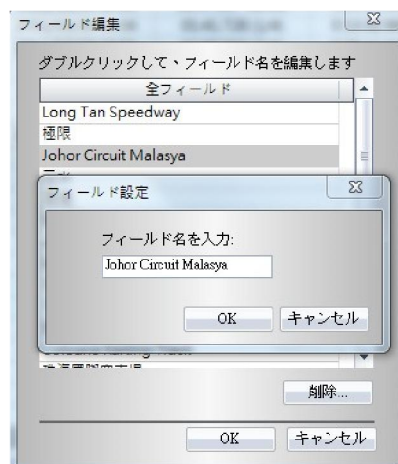 フィールド編集
ダブルクリックして、フィールド名を編集します
全フィールド
Long Tan Speedway
極限
Johor Circuit Malasya
フィールド設定
フィールド名を入力:
Johor Circuit Malasya
OK キャンセル
削除...
OK キャンセル